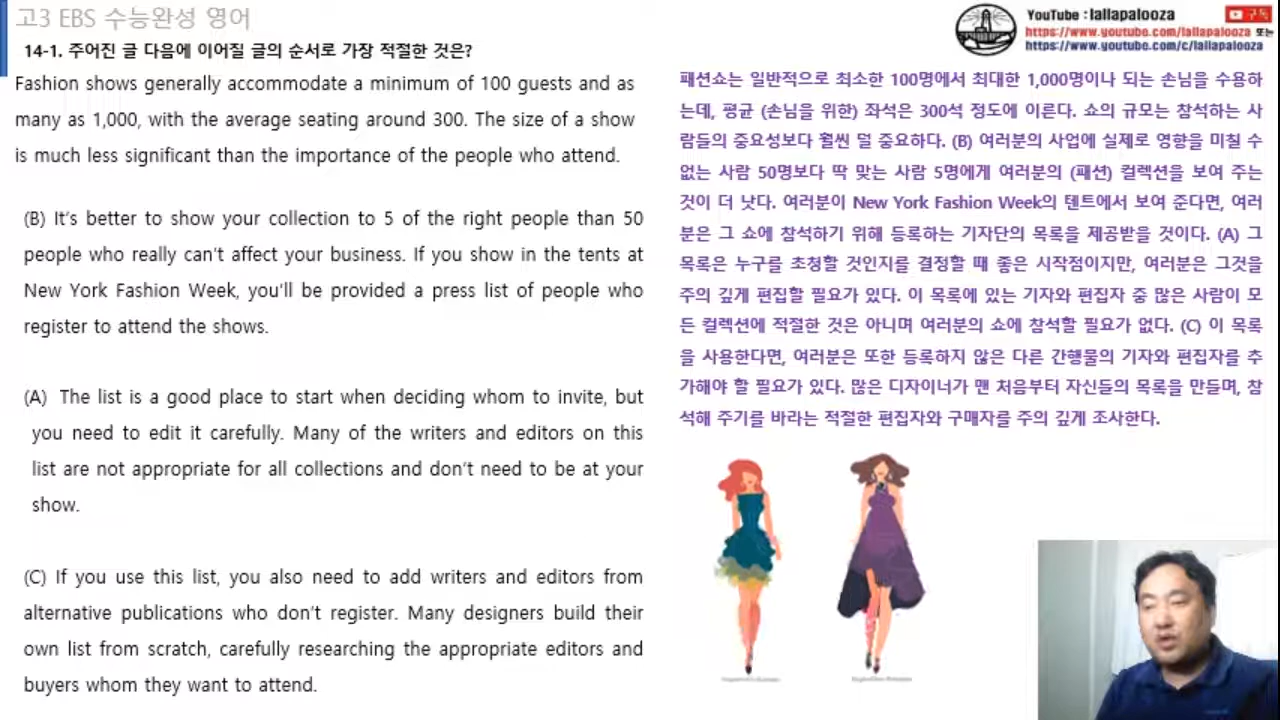 고3 EBS 수능완성 영어
14-1. 주어진 글 다음에 이어질 글의 순서로 가장 적절한 것은?
Fashion shows generally accommodate a minimum of 100 guests and as
many as 1,000, with the average seating around 300. The size of a show
is much less significant than the importance of the people who attend.
(B) It's better to show your collection to 5 of the right people than 50
people who really can't affect your business. If you show in the tents at
New York Fashion Week, you'll be provided a press list of people who
register to attend the shows.
(A) The list is a good place to start when deciding whom to invite, but
you need to edit it carefully. Many of the writers and editors on this
list are not appropriate for all collections and don't need to be at your
show.
(C) If you use this list, you also need to add writers and editors from
alternative publications who don't register. Many designers build their
own list from scratch, carefully researching the appropriate editors and
buyers whom they want to attend.
YouTube : lallapalooza
구독
https://www.youtube.com/lallapalooza 또는
https://www.youtube.com/c/lallapalooza
패션쇼는 일반적으로 최소한 100명에서 최대한 1,000명이나 되는 손님을 수용하
는데, 평균 (손님을 위한) 좌석은 300석 정도에 이른다. 쇼의 규모는 참석하는 사
람들의 중요성보다 훨씬 덜 중요하다. (B) 여러분의 사업에 실제로 영향을 미칠 수
없는 사람 50명보다 딱 맞는 사람 5명에게 여러분의 (패션) 컬렉션을 보여 주는
것이 더 낫다. 여러분이 New York Fashion Week의 텐트에서 보여 준다면, 여러
분은 그 쇼에 참석하기 위해 등록하는 기자단의 목록을 제공받을 것이다. (A) 그
목록은 누구를 초청할 것인지를 결정할 때 좋은 시작점이지만, 여러분은 그것을
주의 깊게 편집할 필요가 있다. 이 목록에 있는 기자와 편집자 중 많은 사람이 모
든 컬렉션에 적절한 것은 아니며 여러분의 쇼에 참석할 필요가 없다. (C) 이 목록
을 사용한다면, 여러분은 또한 등록하지 않은 다른 간행물의 기자와 편집자를 추
가해야 할 필요가 있다. 많은 디자이너가 맨 처음부터 자신들의 목록을 만들며, 참
석해 주기를 바라는 적절한 편집자와 구매자를 주의 깊게 조사한다.